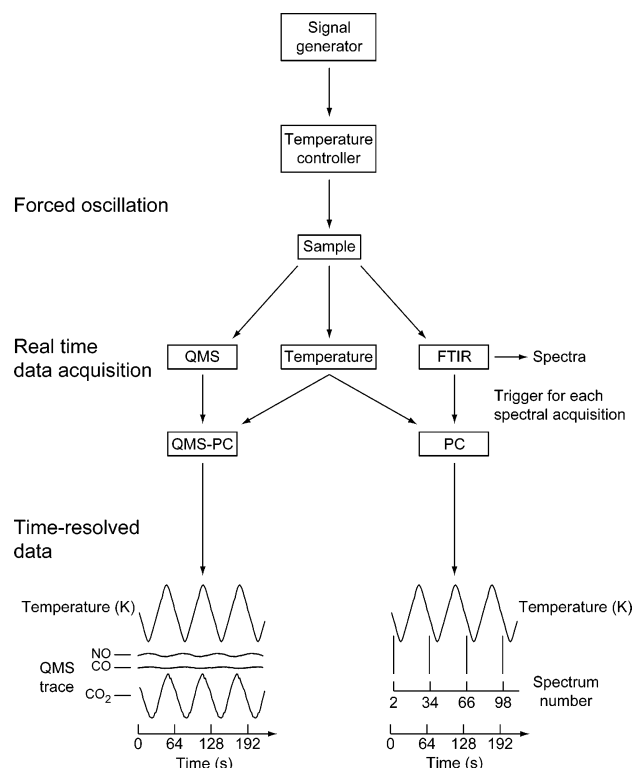 Signal
generator
Temperature
controller
Forced oscillation
Sample
Real time
data acquisition
QMS
Temperature
FTIR
Spectra
Trigger for each
spectral acquisition
QMS-PC
PC
Time-resolved
data
Temperature (K)
NO
CO
QMS
trace
CO₂
0 64 128 192
Time (s)
Temperature (K)
2 34 66 98
Spectrum
number
0 64 128 192
Time (s)